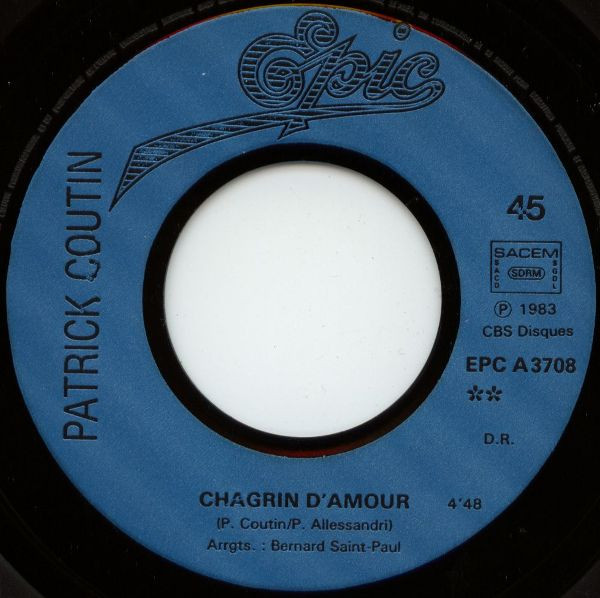 Epic
PATRICK COUTIN
45
SACEM
SACD
SDRM
SGDL
Ⓟ 1983
CBS Disques
EPC A 3708
**
D.R.
CHAGRIN D'AMOUR 4'48
(P. Coutin/P. Allessandri)
Arrgts. : Bernard Saint-Paul